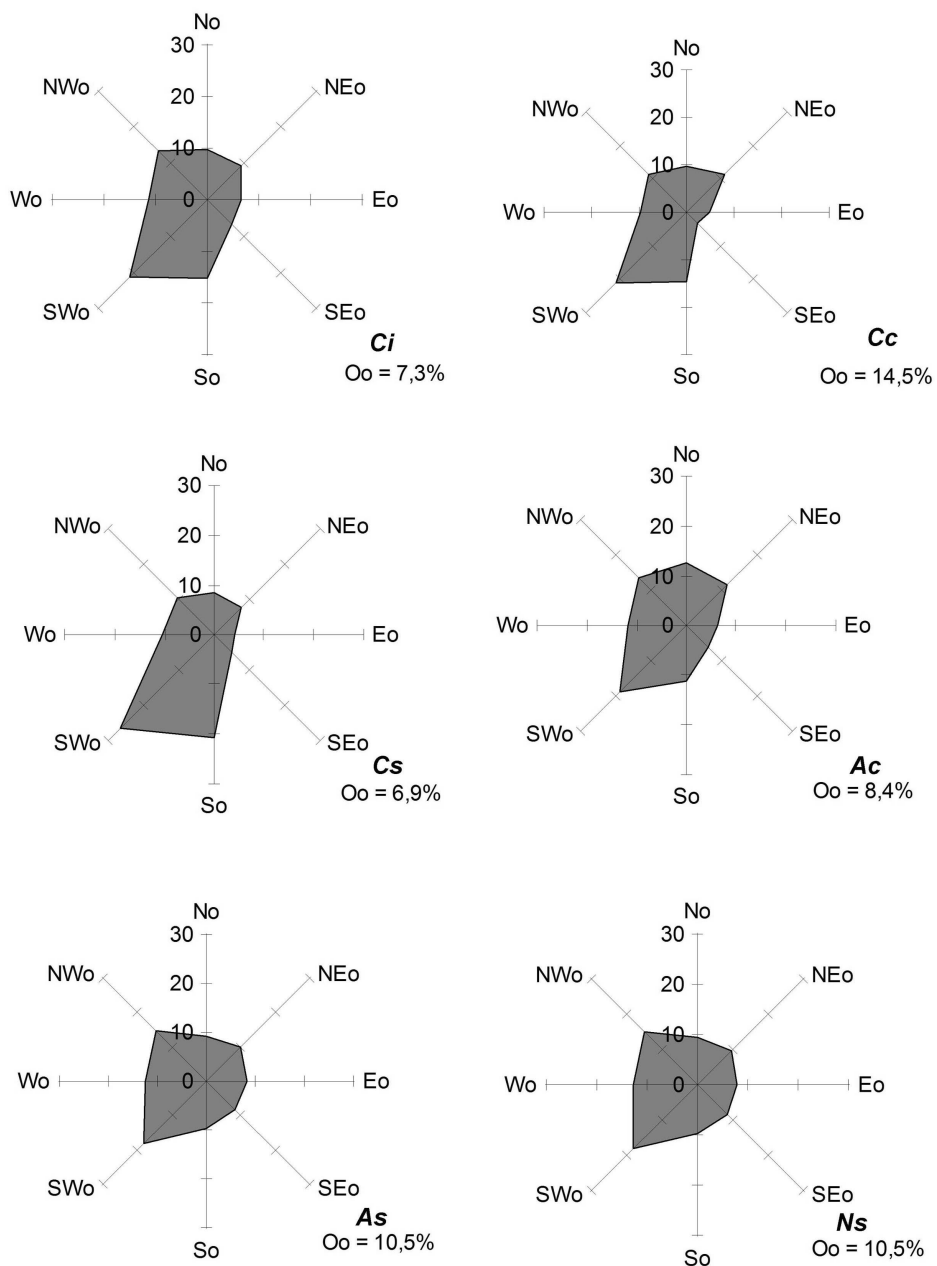 No
30
NWo
NEo
20
10
Wo
0
Eo
SWo
SEo
So
Ci
Oo = 7,3%
No
30
NWo
NEo
20
10
Wo
0
Eo
SWo
SEo
So
Cc
Oo = 14,5%
No
30
NWo
NEo
20
10
Wo
0
Eo
SWo
SEo
So
Cs
Oo = 6,9%
No
30
NWo
NEo
20
10
Wo
0
Eo
SWo
SEo
So
Ac
Oo = 8,4%
No
30
NWo
NEo
20
10
Wo
0
Eo
SWo
SEo
So
As
Oo = 10,5%
No
30
NWo
NEo
20
10
Wo
0
Eo
SWo
SEo
So
Ns
Oo = 10,5%